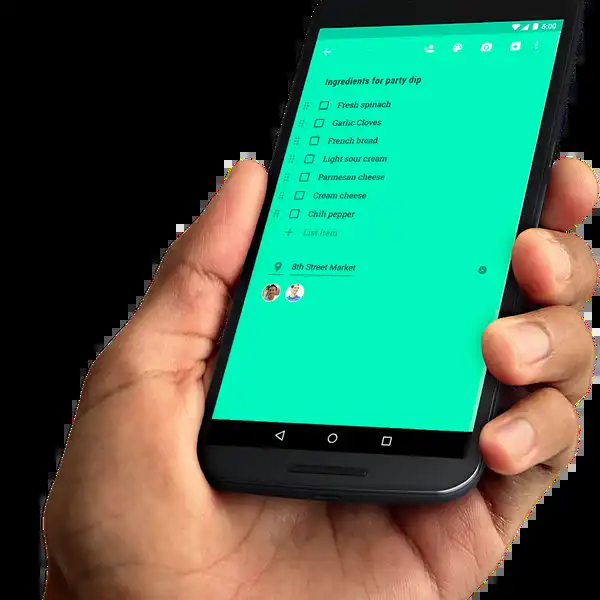 6:00
Ingredients for party dip
Fresh spinach
Garlic Cloves
French bread
Light sour cream
Parmesan cheese
Cream cheese
Chili pepper
+ List item
8th Street Market